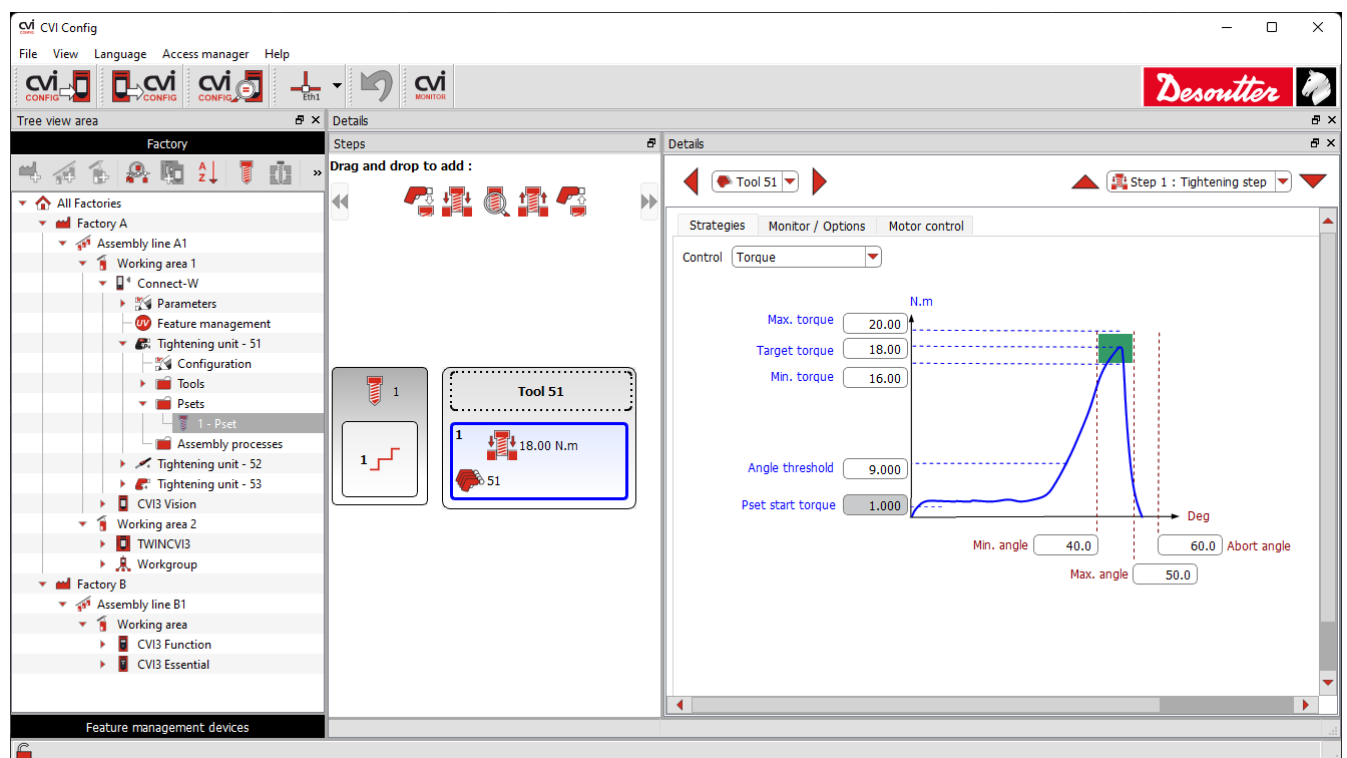 CVI CONFIG CVI Config
File View Language Access manager Help
CVI CONFIG CVI CONFIG CVI CONFIG Eth1 CVI MONITOR Desoutter
Tree view area Details
Factory Steps Details
»
Drag and drop to add :
Tool 51 Step 1 : Tightening step
All Factories
Factory A
Assembly line A1
Working area 1
Connect-W
Parameters
UV Feature management
Tightening unit - 51
Configuration
Tools
Psets
1 - Pset
Assembly processes
Tightening unit - 52
Tightening unit - 53
CVI3 Vision
Working area 2
TWINCVI3
Workgroup
Factory B
Assembly line B1
Working area
CVI3 Function
CVI3 Essential
Feature management devices
1
1
Tool 51
1 18.00 N.m
51
Strategies Monitor / Options Motor control
Control Torque
N.m
Max. torque 20.00
Target torque 18.00
Min. torque 16.00
Angle threshold 9.000
Pset start torque 1.000
Deg
Min. angle 40.0 60.0 Abort angle
Max. angle 50.0